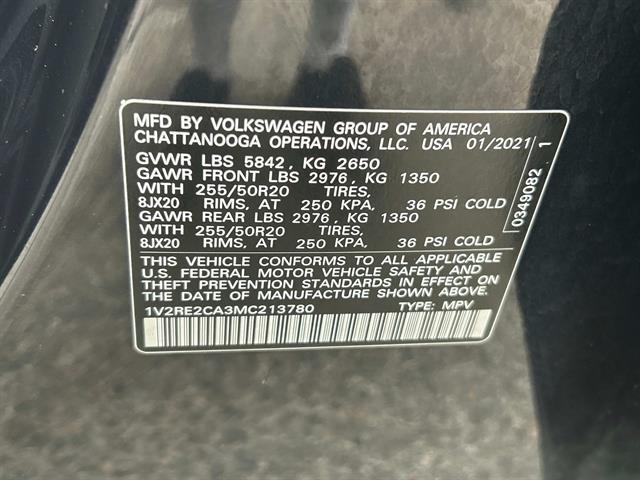 MFD BY VOLKSWAGEN GROUP OF AMERICA
CHATTANOOGA OPERATIONS, LLC. USA 01/2021
GVWR LBS 5842, KG 2650
GAWR FRONT LBS 2976, KG 1350
WITH 255/50R20 TIRES,
8JX20 RIMS, AT 250 KPA, 36 PSI COLD
GAWR REAR LBS 2976, KG 1350
WITH 255/50R20 TIRES,
8JX20 RIMS, AT 250 KPA, 36 PSI COLD
THIS VEHICLE CONFORMS TO ALL APPLICABLE
U.S. FEDERAL MOTOR VEHICLE SAFETY AND
THEFT PREVENTION STANDARDS IN EFFECT ON THE
DATE OF MANUFACTURE SHOWN ABOVE.
1V2RE2CA3MC213780 TYPE: MPV
0349082 1